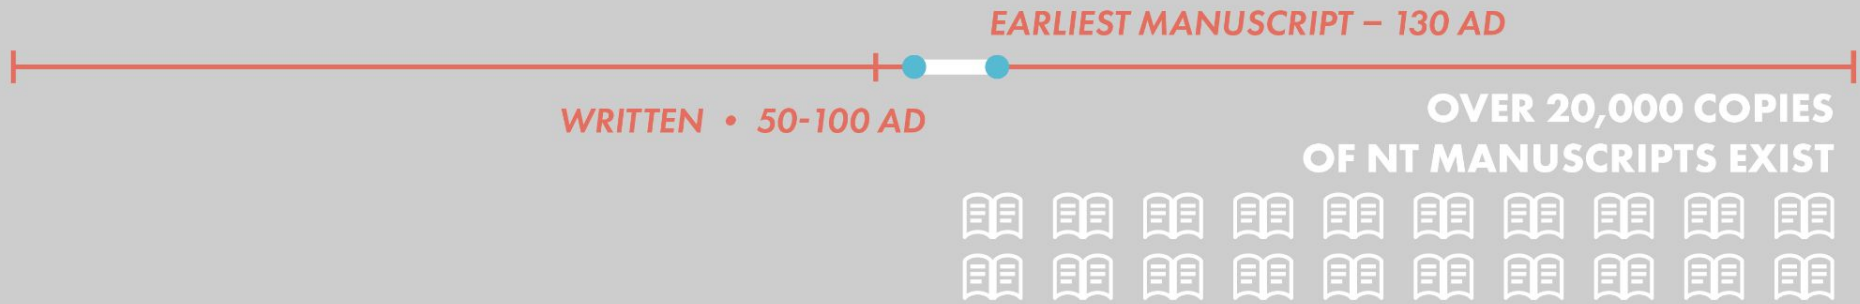 EARLIEST MANUSCRIPT – 130 AD
WRITTEN • 50-100 AD
OVER 20,000 COPIES
OF NT MANUSCRIPTS EXIST